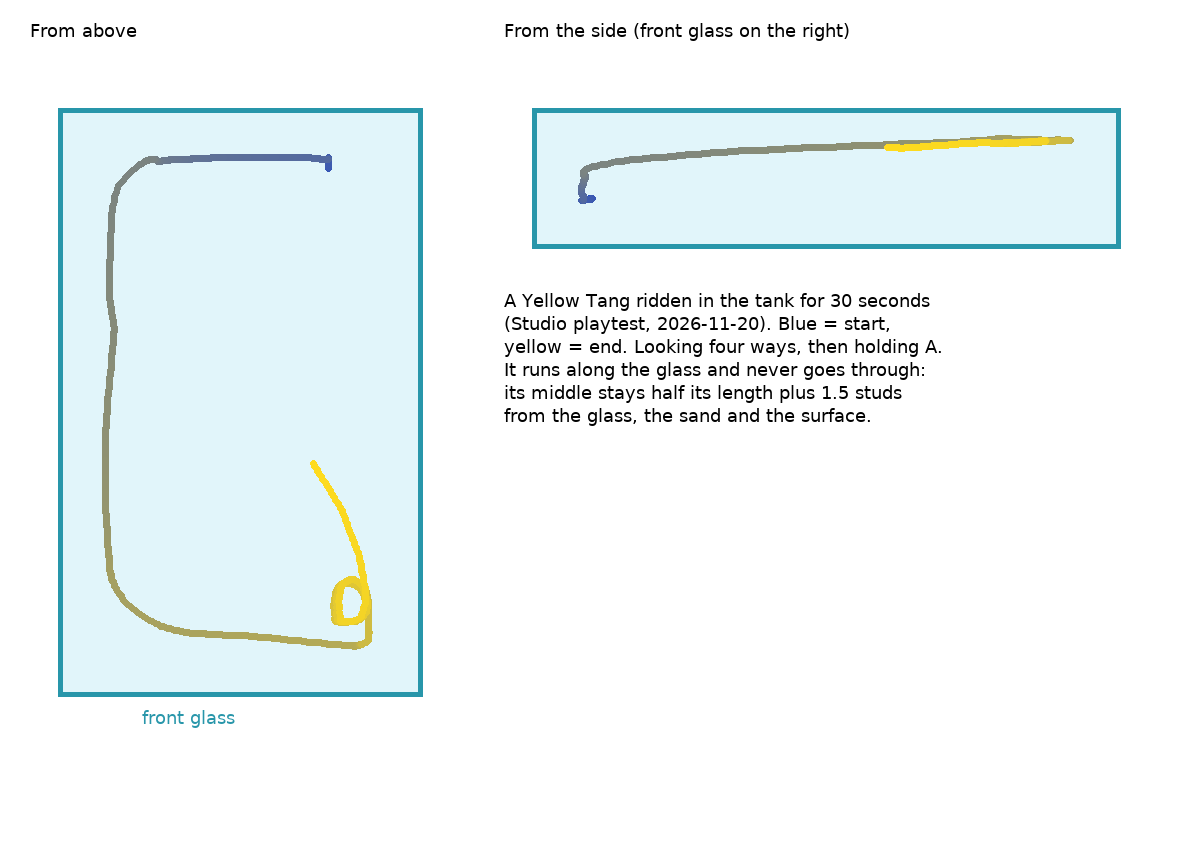 From above
From the side (front glass on the right)
A Yellow Tang ridden in the tank for 30 seconds
(Studio playtest, 2026-11-20). Blue = start,
yellow = end. Looking four ways, then holding A.
It runs along the glass and never goes through:
its middle stays half its length plus 1.5 studs
from the glass, the sand and the surface.
front glass